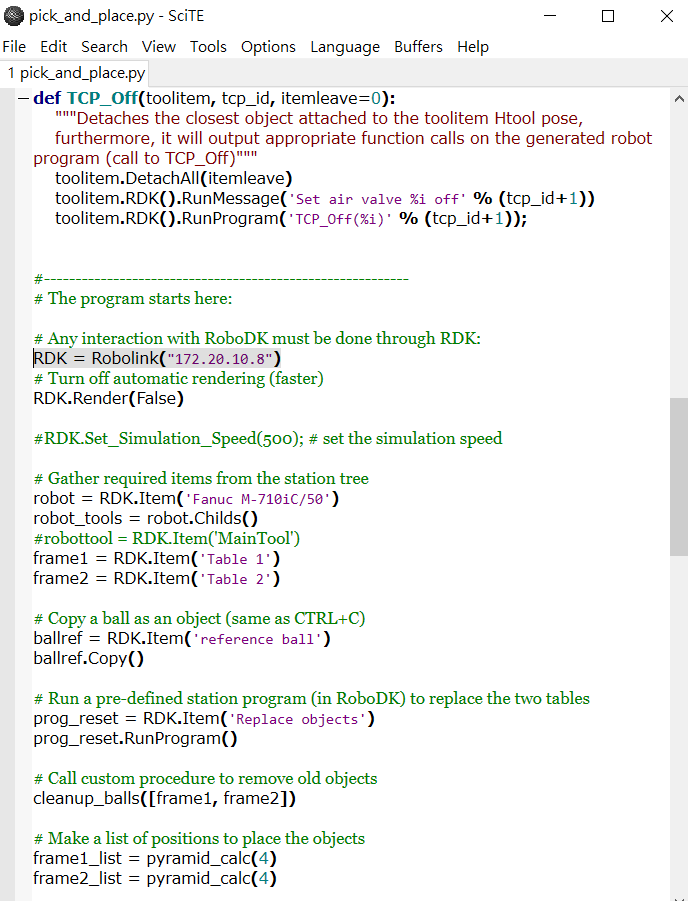 pick_and_place.py - SciTE
File Edit Search View Tools Options Language Buffers Help
1 pick_and_place.py
def TCP_Off(toolitem, tcp_id, itemleave=0):
"""Detaches the closest object attached to the toolitem Htool pose,
furthermore, it will output appropriate function calls on the generated robot
program (call to TCP_Off)"""
toolitem.DetachAll(itemleave)
toolitem.RDK().RunMessage('Set air valve %i off' % (tcp_id+1))
toolitem.RDK().RunProgram('TCP_Off(%i)' % (tcp_id+1));
#----------------------------------------------------------
# The program starts here:
# Any interaction with RoboDK must be done through RDK:
RDK = Robolink("172.20.10.8")
# Turn off automatic rendering (faster)
RDK.Render(False)
#RDK.Set_Simulation_Speed(500); # set the simulation speed
# Gather required items from the station tree
robot = RDK.Item('Fanuc M-710iC/50')
robot_tools = robot.Childs()
#robottool = RDK.Item('MainTool')
frame1 = RDK.Item('Table 1')
frame2 = RDK.Item('Table 2')
# Copy a ball as an object (same as CTRL+C)
ballref = RDK.Item('reference ball')
ballref.Copy()
# Run a pre-defined station program (in RoboDK) to replace the two tables
prog_reset = RDK.Item('Replace objects')
prog_reset.RunProgram()
# Call custom procedure to remove old objects
cleanup_balls([frame1, frame2])
# Make a list of positions to place the objects
frame1_list = pyramid_calc(4)
frame2_list = pyramid_calc(4)